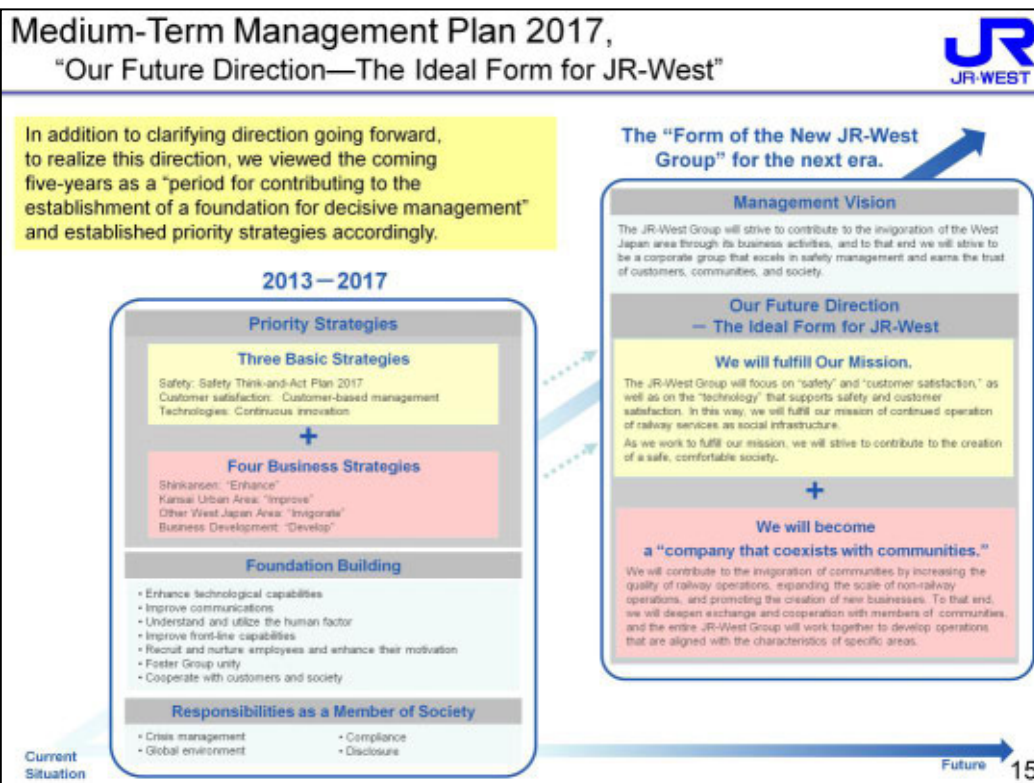 Medium-Term Management Plan 2017,
“Our Future Direction—The Ideal Form for JR-West”
JR
JR-WEST
In addition to clarifying direction going forward,
to realize this direction, we viewed the coming
five-years as a “period for contributing to the
establishment of a foundation for decisive management”
and established priority strategies accordingly.
2013－2017
Priority Strategies
Three Basic Strategies
Safety: Safety Think-and-Act Plan 2017
Customer satisfaction: Customer-based management
Technologies: Continuous innovation
+
Four Business Strategies
Shinkansen: “Enhance”
Kansai Urban Area: “Improve”
Other West Japan Area: “Invigorate”
Business Development: “Develop”
Foundation Building
• Enhance technological capabilities
• Improve communications
• Understand and utilize the human factor
• Improve front-line capabilities
• Recruit and nurture employees and enhance their motivation
• Foster Group unity
• Cooperate with customers and society
Responsibilities as a Member of Society
• Crisis management
• Global environment
• Compliance
• Disclosure
The “Form of the New JR-West
Group” for the next era.
Management Vision
The JR-West Group will strive to contribute to the invigoration of the West
Japan area through its business activities, and to that end we will strive to
be a corporate group that excels in safety management and earns the trust
of customers, communities, and society.
Our Future Direction
－ The Ideal Form for JR-West
We will fulfill Our Mission.
The JR-West Group will focus on “safety” and “customer satisfaction,” as
well as on the “technology” that supports safety and customer
satisfaction. In this way, we will fulfill our mission of continued operation
of railway services as social infrastructure.
As we work to fulfill our mission, we will strive to contribute to the creation
of a safe, comfortable society.
+
We will become
a “company that coexists with communities.”
We will contribute to the invigoration of communities by increasing the
quality of railway operations, expanding the scale of non-railway
operations, and promoting the creation of new businesses. To that end,
we will deepen exchange and cooperation with members of communities,
and the entire JR-West Group will work together to develop operations
that are aligned with the characteristics of specific areas.
Current
Situation
Future
15